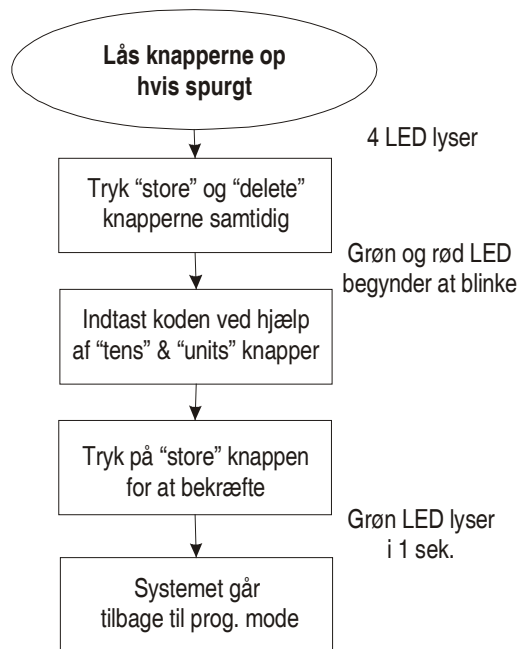 Lås knapperne op
hvis spurgt
4 LED lyser
Tryk “store” og “delete”
knapperne samtidig
Grøn og rød LED
begynder at blinke
Indtast koden ved hjælp
af “tens” & “units” knapper
Tryk på “store” knappen
for at bekræfte
Grøn LED lyser
i 1 sek.
Systemet går
tilbage til prog. mode